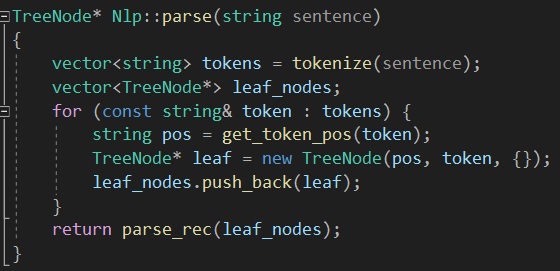 TreeNode* Nlp::parse(string sentence)
{
    vector<string> tokens = tokenize(sentence);
    vector<TreeNode*> leaf_nodes;
    for (const string& token : tokens) {
        string pos = get_token_pos(token);
        TreeNode* leaf = new TreeNode(pos, token, {});
        leaf_nodes.push_back(leaf);
    }
    return parse_rec(leaf_nodes);
}